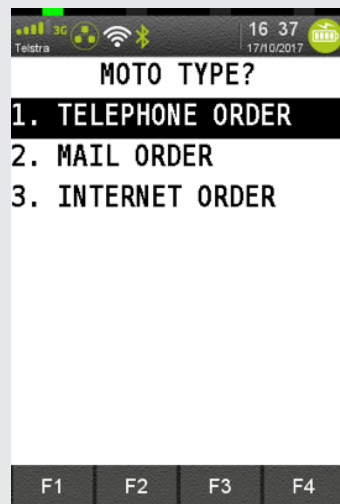 3G 16 37
Telstra 17/10/2017
MOTO TYPE?
1. TELEPHONE ORDER
2. MAIL ORDER
3. INTERNET ORDER
F1 F2 F3 F4